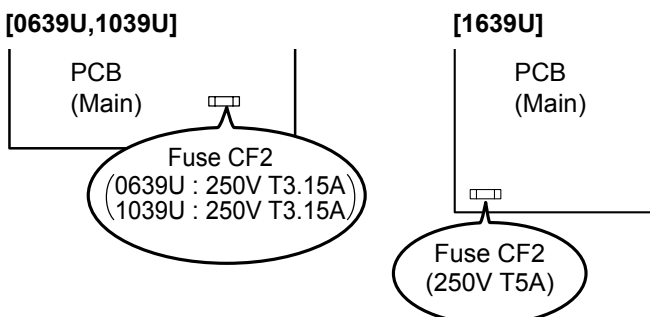 [0639U,1039U]
PCB
(Main)
Fuse CF2
(0639U : 250V T3.15A
1039U : 250V T3.15A)
[1639U]
PCB
(Main)
Fuse CF2
(250V T5A)